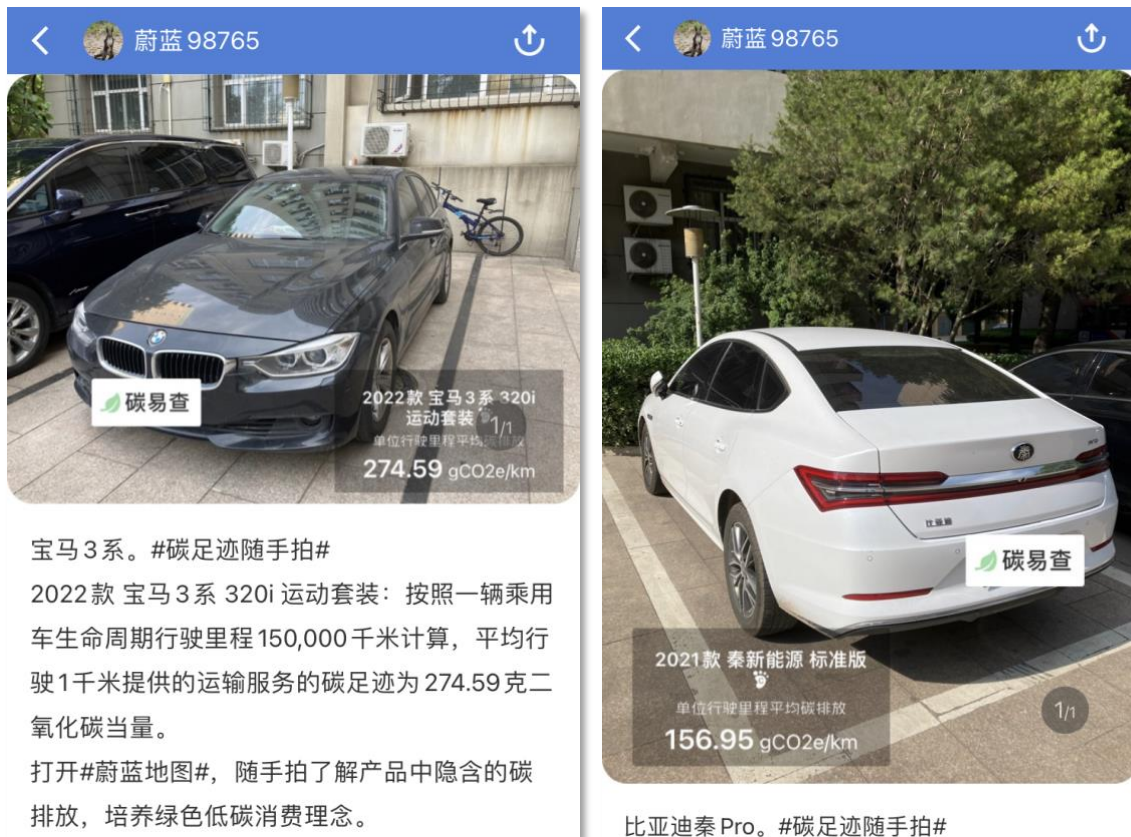 蔚蓝98765
碳易查
2022款 宝马3系 320i
运动套装
1/1
单位行驶里程平均碳排放
274.59 gCO2e/km
宝马3系。#碳足迹随手拍#
2022款 宝马3系 320i 运动套装：按照一辆乘用
车生命周期行驶里程150,000千米计算，平均行
驶1千米提供的运输服务的碳足迹为274.59克二
氧化碳当量。
打开#蔚蓝地图#，随手拍了解产品中隐含的碳
排放，培养绿色低碳消费理念。
蔚蓝98765
秦
比亚迪
碳易查
2021款 秦新能源 标准版
单位行驶里程平均碳排放
156.95 gCO2e/km
1/1
比亚迪秦Pro。#碳足迹随手拍#